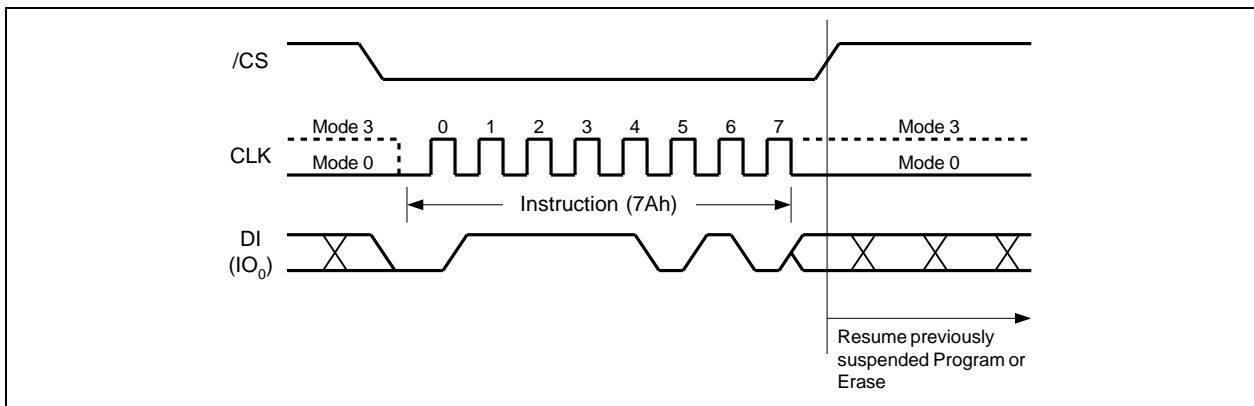 /CS
Mode 3
0 1 2 3 4 5 6 7
Mode 3
CLK
Mode 0
Mode 0
Instruction (7Ah)
DI
(IO0)
Resume previously
suspended Program or
Erase